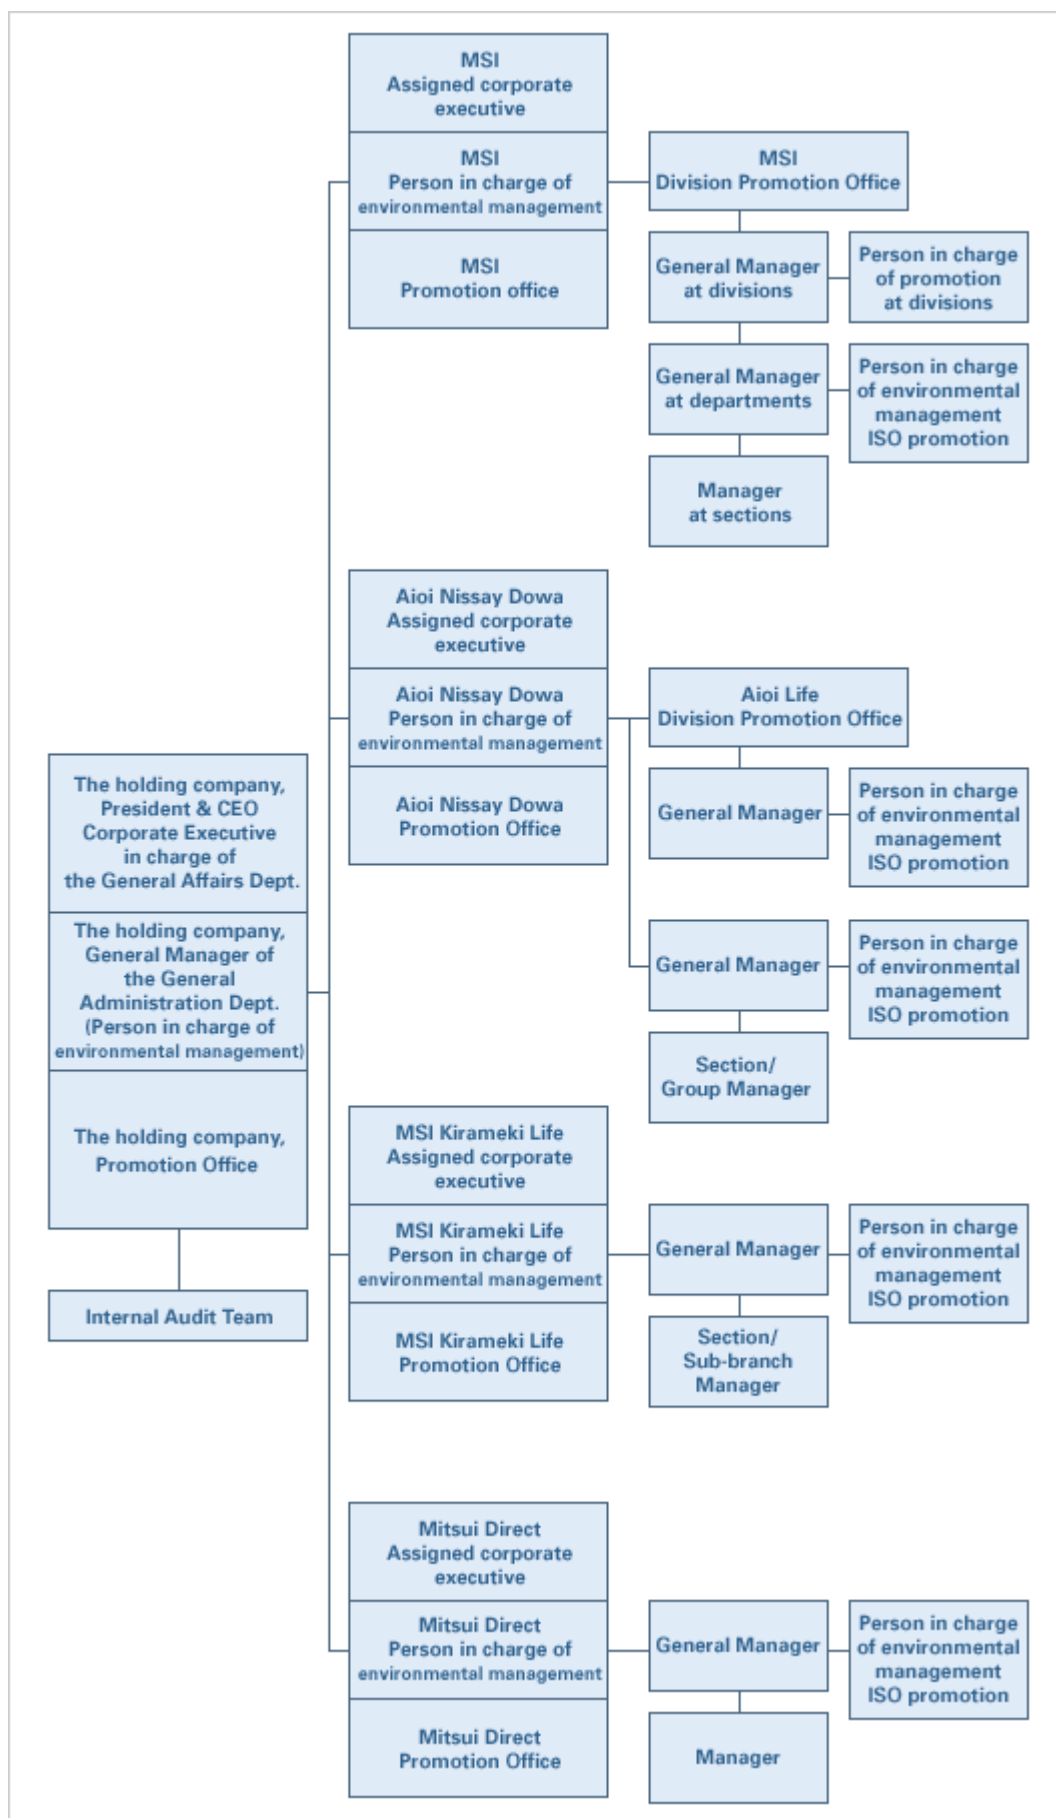 MSI
Assigned corporate
executive
MSI
Person in charge of
environmental management
MSI
Promotion office
MSI
Division Promotion Office
General Manager
at divisions
Person in charge
of promotion
at divisions
General Manager
at departments
Person in charge
of environmental
management
ISO promotion
Manager
at sections
Aioi Nissay Dowa
Assigned corporate
executive
Aioi Nissay Dowa
Person in charge of
environmental management
Aioi Nissay Dowa
Promotion Office
Aioi Life
Division Promotion Office
General Manager
Person in charge
of environmental
management
ISO promotion
General Manager
Person in charge
of environmental
management
ISO promotion
Section/
Group Manager
The holding company,
President & CEO
Corporate Executive
in charge of
the General Affairs Dept.
The holding company,
General Manager of
the General
Administration Dept.
(Person in charge of
environmental management)
The holding company,
Promotion Office
Internal Audit Team
MSI Kirameki Life
Assigned corporate
executive
MSI Kirameki Life
Person in charge of
environmental management
MSI Kirameki Life
Promotion Office
General Manager
Person in charge
of environmental
management
ISO promotion
Section/
Sub-branch
Manager
Mitsui Direct
Assigned corporate
executive
Mitsui Direct
Person in charge of
environmental management
Mitsui Direct
Promotion Office
General Manager
Person in charge
of environmental
management
ISO promotion
Manager